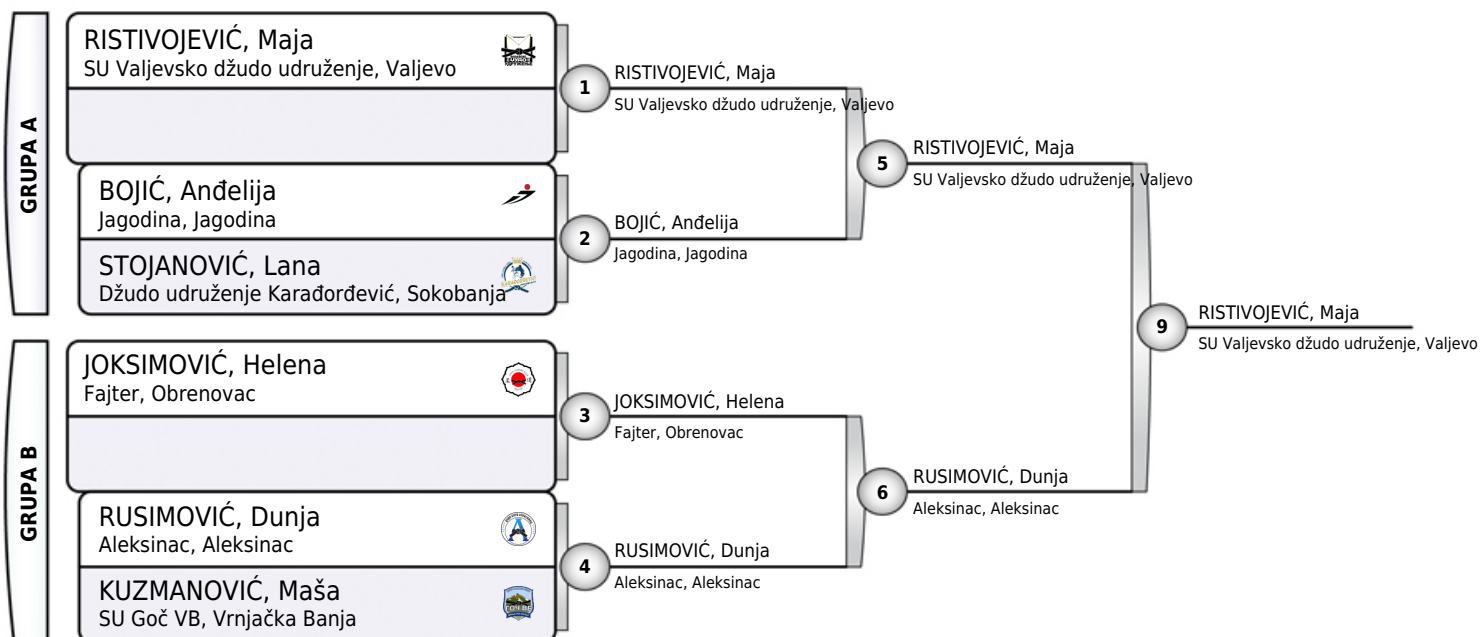 GRUPA A
RISTIVOJEVIĆ, Maja
SU Valjevsko džudo udruženje, Valjevo
BOJIĆ, Anđelija
Jagodina, Jagodina
STOJANOVIĆ, Lana
Džudo udruženje Karađorđević, Sokobanja
1
RISTIVOJEVIĆ, Maja
SU Valjevsko džudo udruženje, Valjevo
2
BOJIĆ, Anđelija
Jagodina, Jagodina
5
RISTIVOJEVIĆ, Maja
SU Valjevsko džudo udruženje, Valjevo
GRUPA B
JOKSIMOVIĆ, Helena
Fajter, Obrenovac
RUSIMOVIĆ, Dunja
Aleksinac, Aleksinac
KUZMANOVIĆ, Maša
SU Goč VB, Vrnjačka Banja
3
JOKSIMOVIĆ, Helena
Fajter, Obrenovac
4
RUSIMOVIĆ, Dunja
Aleksinac, Aleksinac
6
RUSIMOVIĆ, Dunja
Aleksinac, Aleksinac
9
RISTIVOJEVIĆ, Maja
SU Valjevsko džudo udruženje, Valjevo